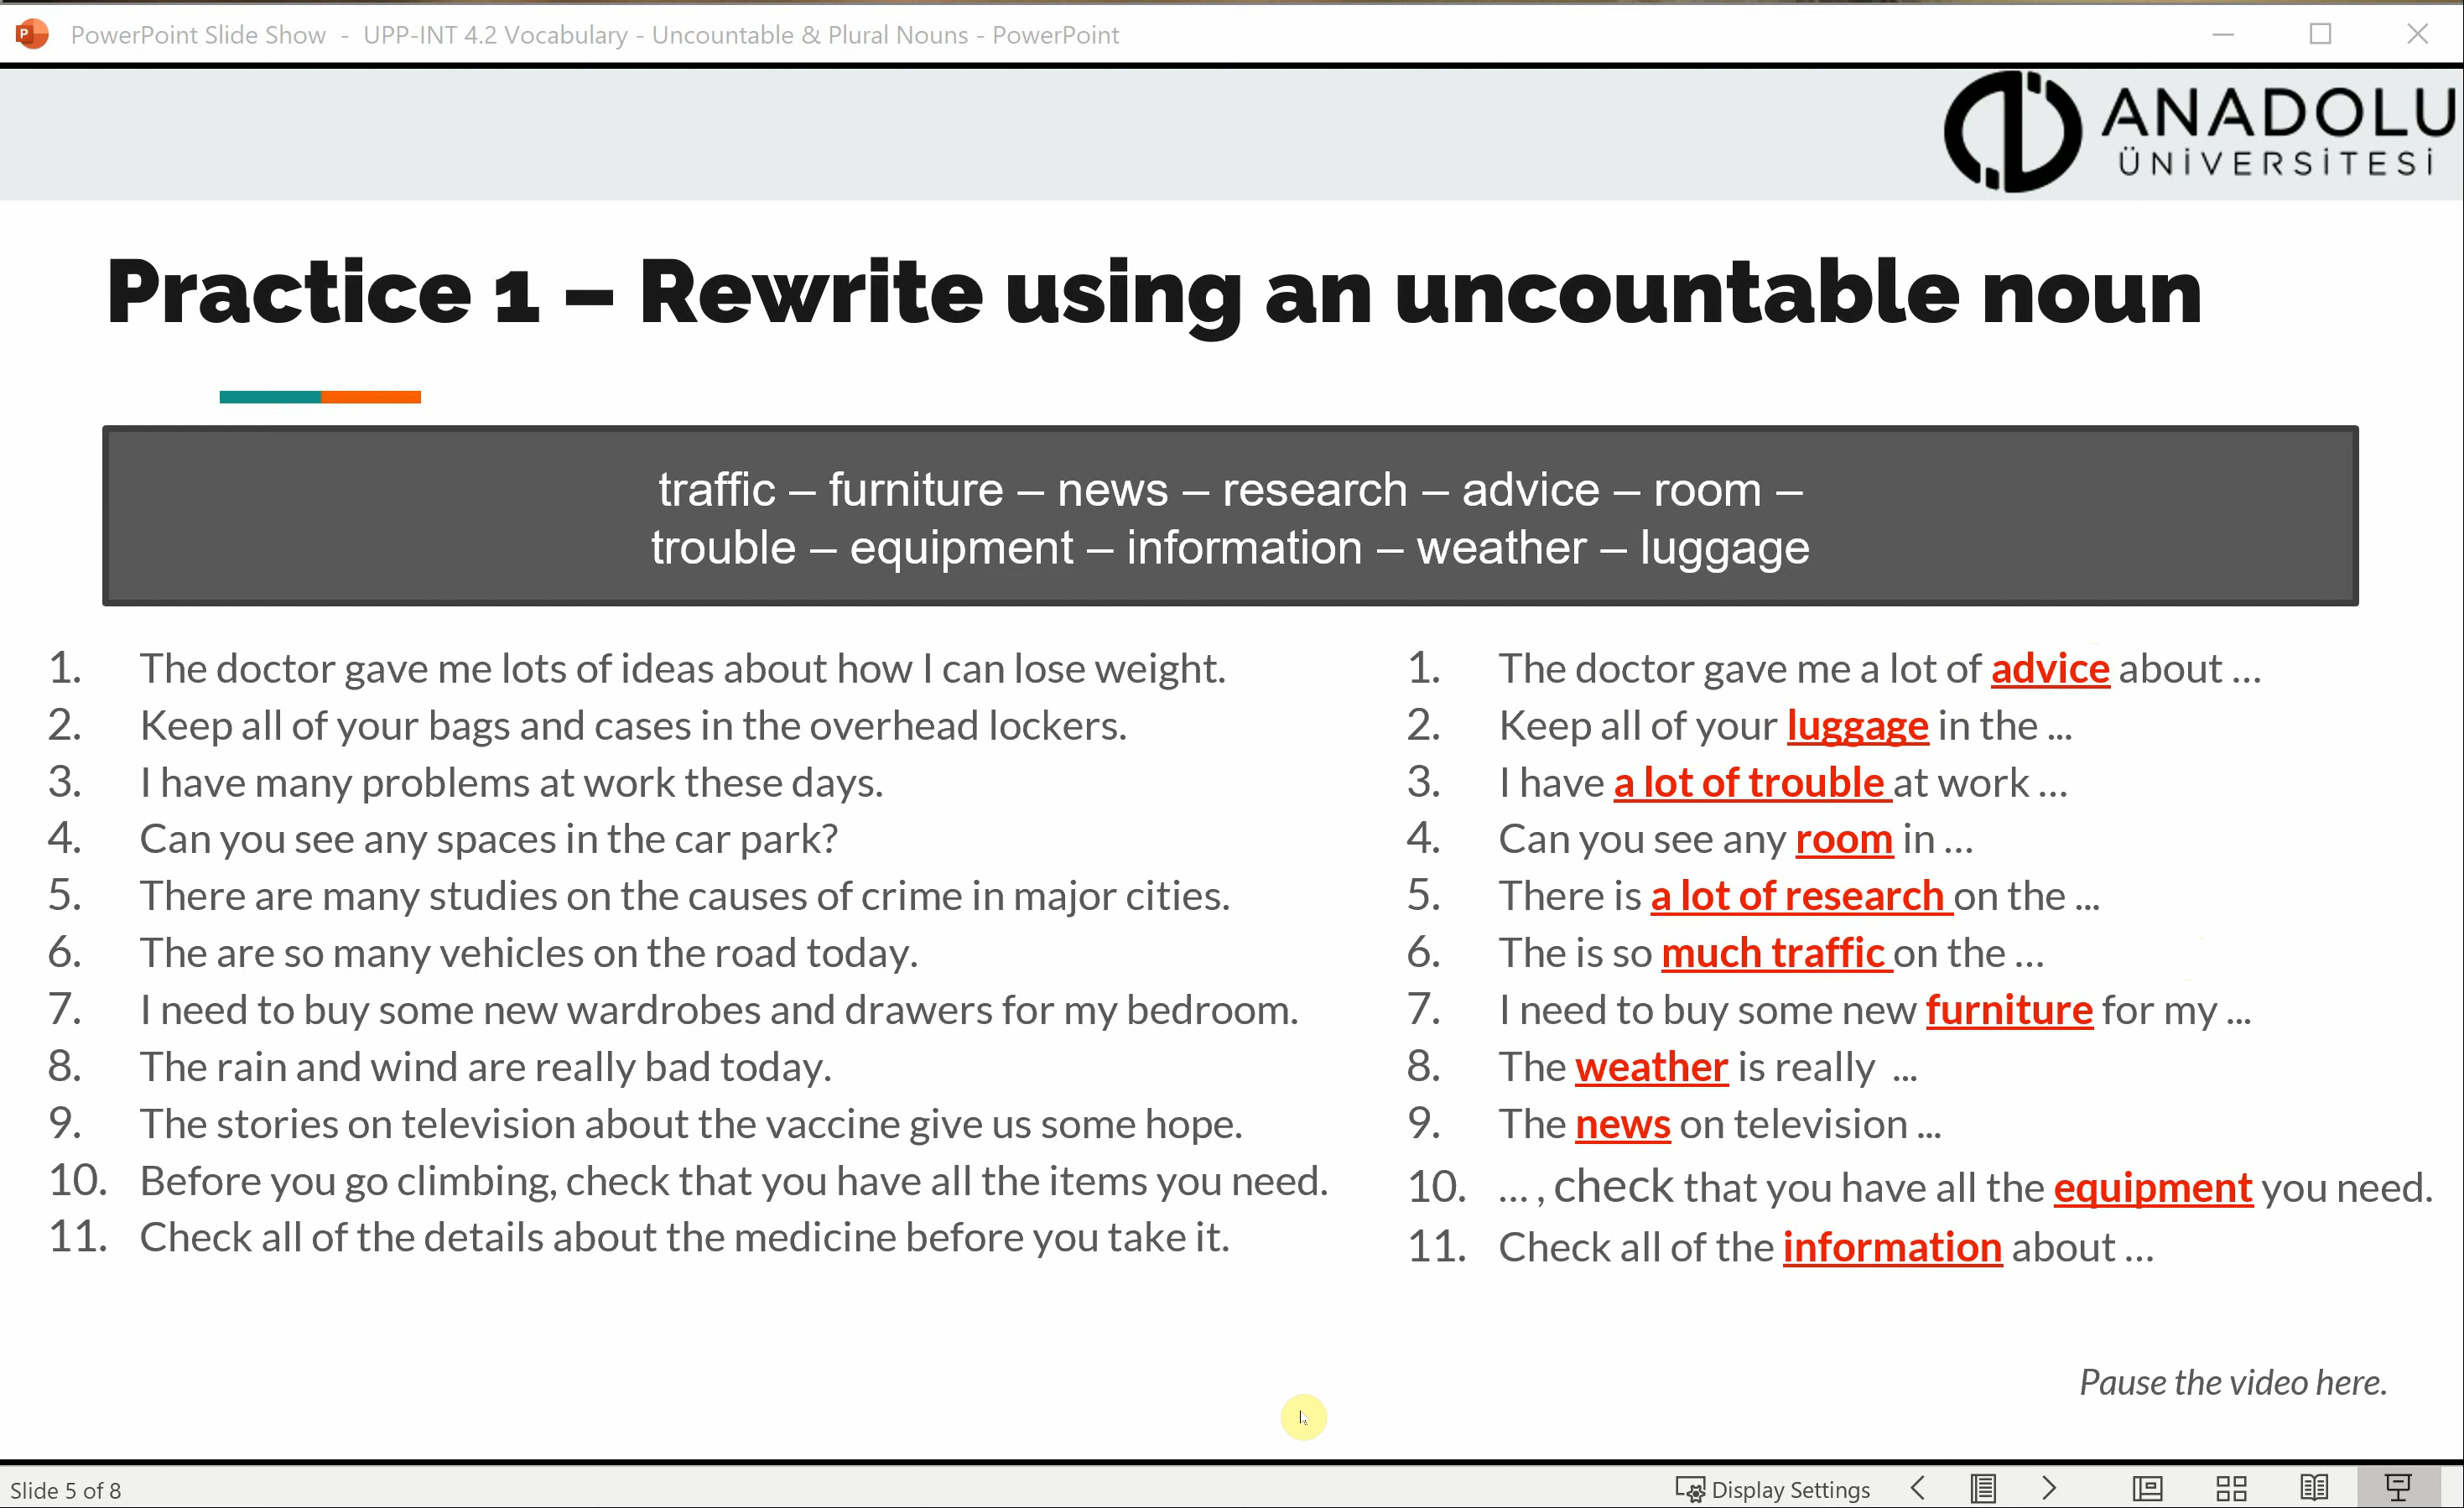 PowerPoint Slide Show - UPP-INT 4.2 Vocabulary - Uncountable & Plural Nouns - PowerPoint
ANADOLU
ÜNİVERSİTESİ
Practice 1 – Rewrite using an uncountable noun
traffic – furniture – news – research – advice – room –
trouble – equipment – information – weather – luggage
1. The doctor gave me lots of ideas about how I can lose weight.
2. Keep all of your bags and cases in the overhead lockers.
3. I have many problems at work these days.
4. Can you see any spaces in the car park?
5. There are many studies on the causes of crime in major cities.
6. The are so many vehicles on the road today.
7. I need to buy some new wardrobes and drawers for my bedroom.
8. The rain and wind are really bad today.
9. The stories on television about the vaccine give us some hope.
10. Before you go climbing, check that you have all the items you need.
11. Check all of the details about the medicine before you take it.
1. The doctor gave me a lot of advice about ...
2. Keep all of your luggage in the ...
3. I have a lot of trouble at work ...
4. Can you see any room in ...
5. There is a lot of research on the ...
6. The is so much traffic on the ...
7. I need to buy some new furniture for my ...
8. The weather is really ...
9. The news on television ...
10. ... , check that you have all the equipment you need.
11. Check all of the information about ...
Pause the video here.
Slide 5 of 8
Display Settings